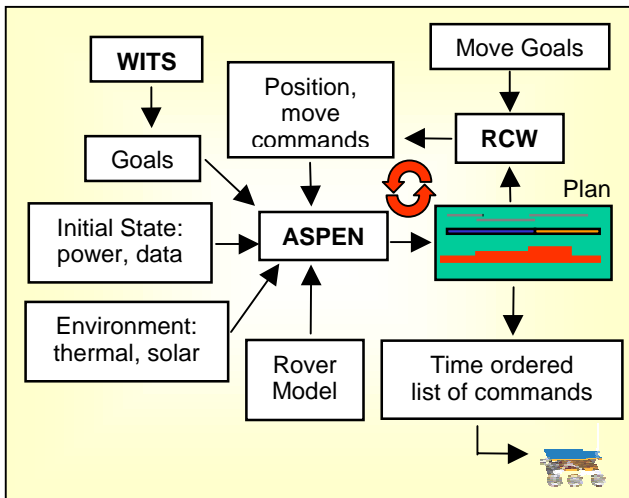 WITS
Goals
Position,
move
commands
Move Goals
RCW
Plan
Initial State:
power, data
ASPEN
Environment:
thermal, solar
Rover
Model
Time ordered
list of commands